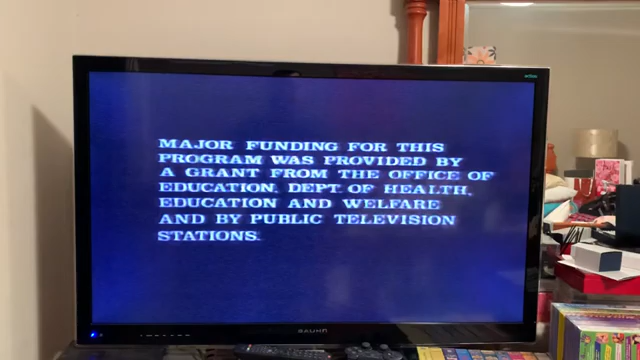 MAJOR FUNDING FOR THIS
PROGRAM WAS PROVIDED BY
A GRANT FROM THE OFFICE OF
EDUCATION, DEPT. OF HEALTH,
EDUCATION AND WELFARE
AND BY PUBLIC TELEVISION
STATIONS.
BAUHN